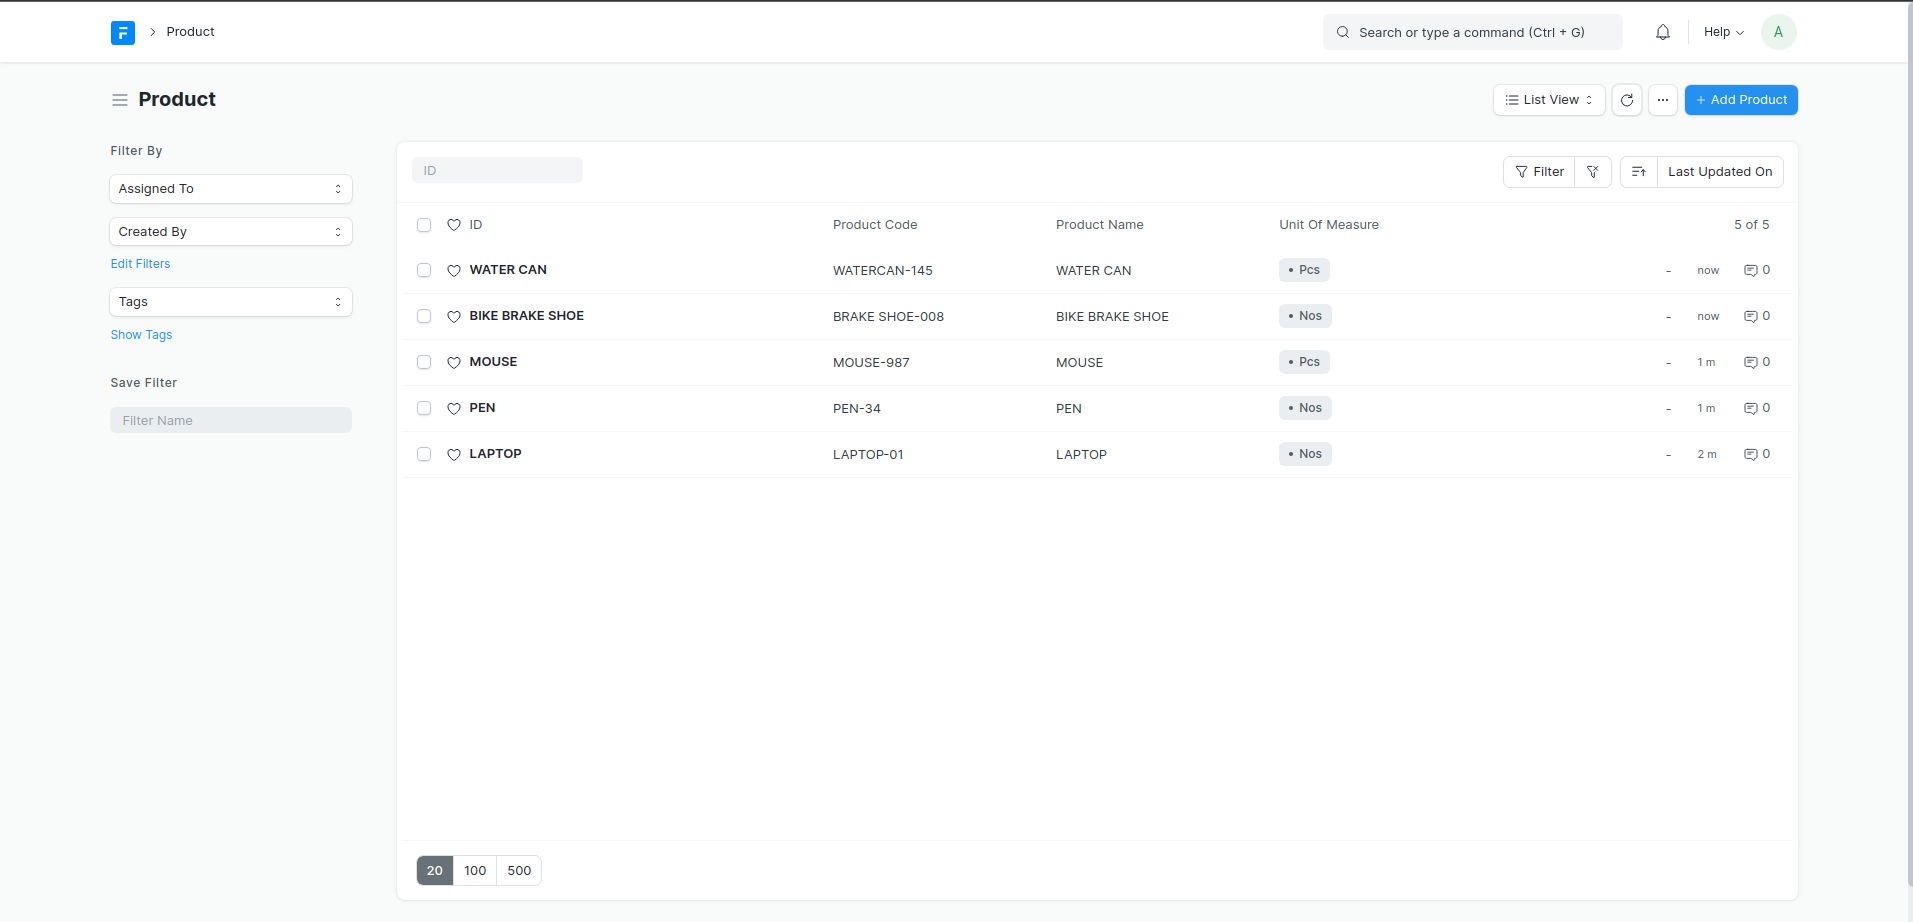 Product
Search or type a command (Ctrl + G)
Help
A
Product
List View
+ Add Product
Filter By
Assigned To
Created By
Edit Filters
Tags
Show Tags
Save Filter
Filter Name
ID
Filter
Last Updated On
ID Product Code Product Name Unit Of Measure 5 of 5
WATER CAN WATERCAN-145 WATER CAN • Pcs - now 0
BIKE BRAKE SHOE BRAKE SHOE-008 BIKE BRAKE SHOE • Nos - now 0
MOUSE MOUSE-987 MOUSE • Pcs - 1 m 0
PEN PEN-34 PEN • Nos - 1 m 0
LAPTOP LAPTOP-01 LAPTOP • Nos - 2 m 0
20 100 500